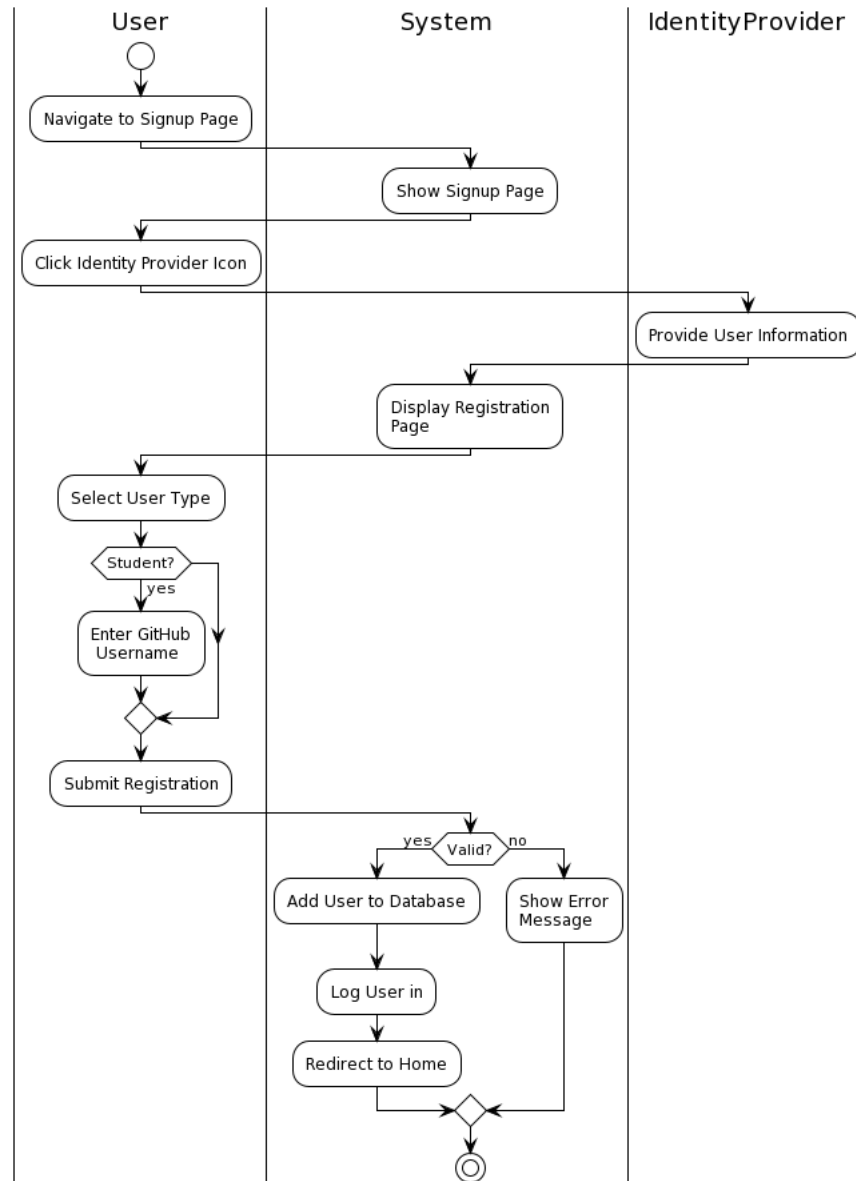 User
System
IdentityProvider
Navigate to Signup Page
Show Signup Page
Click Identity Provider Icon
Provide User Information
Display Registration
Page
Select User Type
Student?
yes
Enter GitHub
Username
Submit Registration
yes
Valid?
no
Add User to Database
Show Error
Message
Log User in
Redirect to Home